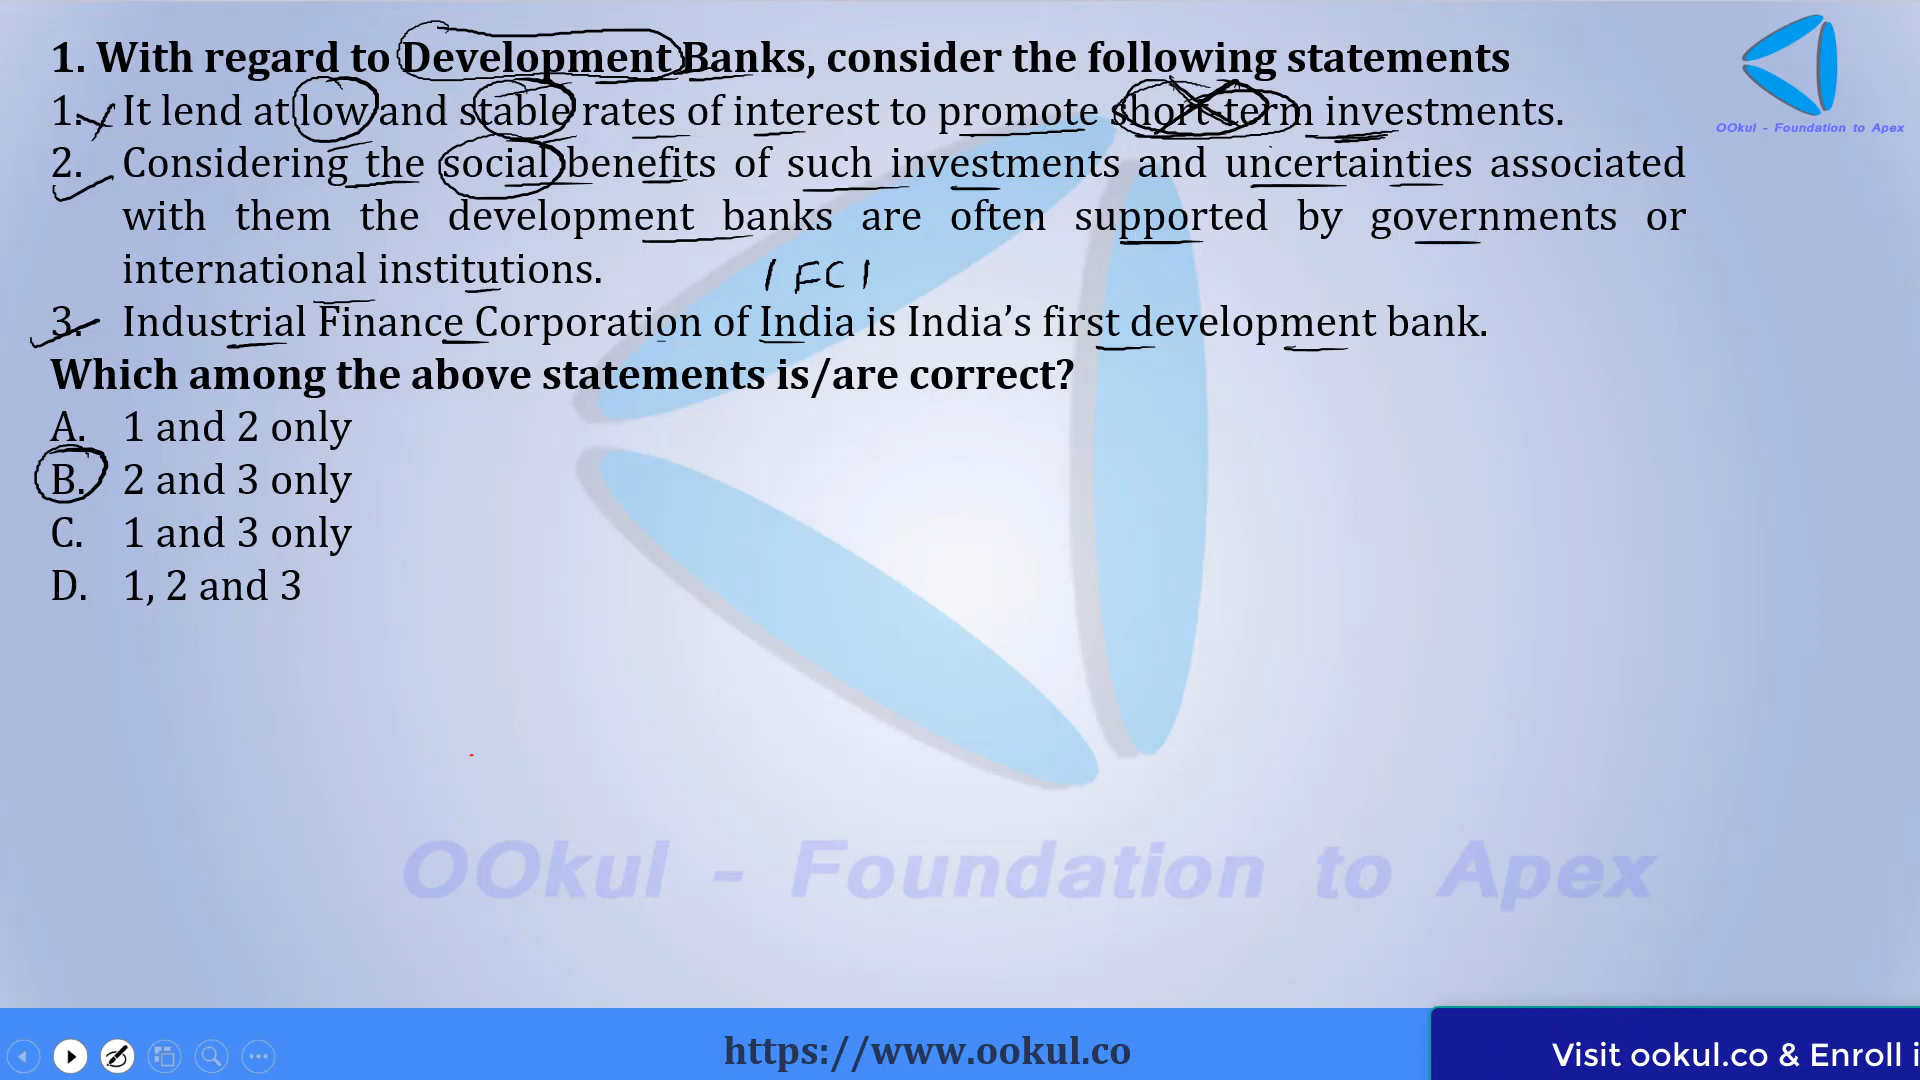 1. With regard to Development Banks, consider the following statements
1. It lend at low and stable rates of interest to promote short-term investments.
2. Considering the social benefits of such investments and uncertainties associated
with them the development banks are often supported by governments or
international institutions.
IFCI
3. Industrial Finance Corporation of India is India’s first development bank.
Which among the above statements is/are correct?
A. 1 and 2 only
B. 2 and 3 only
C. 1 and 3 only
D. 1, 2 and 3
OOkul - Foundation to Apex
OOkul - Foundation to Apex
https://www.ookul.co
Visit ookul.co & Enroll i